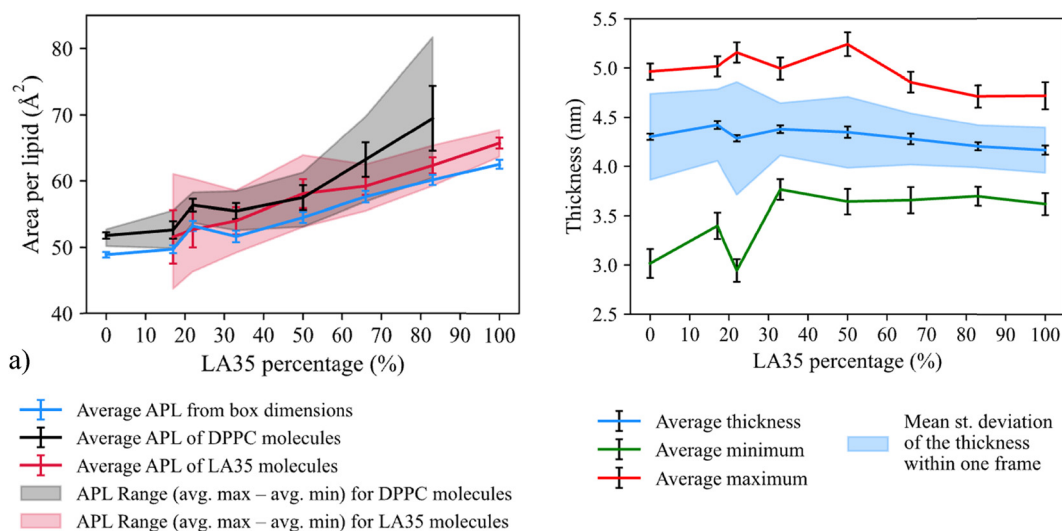 Area per lipid (Å²)
80
70
60
50
40
0 10 20 30 40 50 60 70 80 90 100
LA35 percentage (%)
a)
Average APL from box dimensions
Average APL of DPPC molecules
Average APL of LA35 molecules
APL Range (avg. max – avg. min) for DPPC molecules
APL Range (avg. max – avg. min) for LA35 molecules
Thickness (nm)
5.5
5.0
4.5
4.0
3.5
3.0
2.5
0 10 20 30 40 50 60 70 80 90 100
LA35 percentage (%)
Average thickness
Average minimum
Average maximum
Mean st. deviation
of the thickness
within one frame